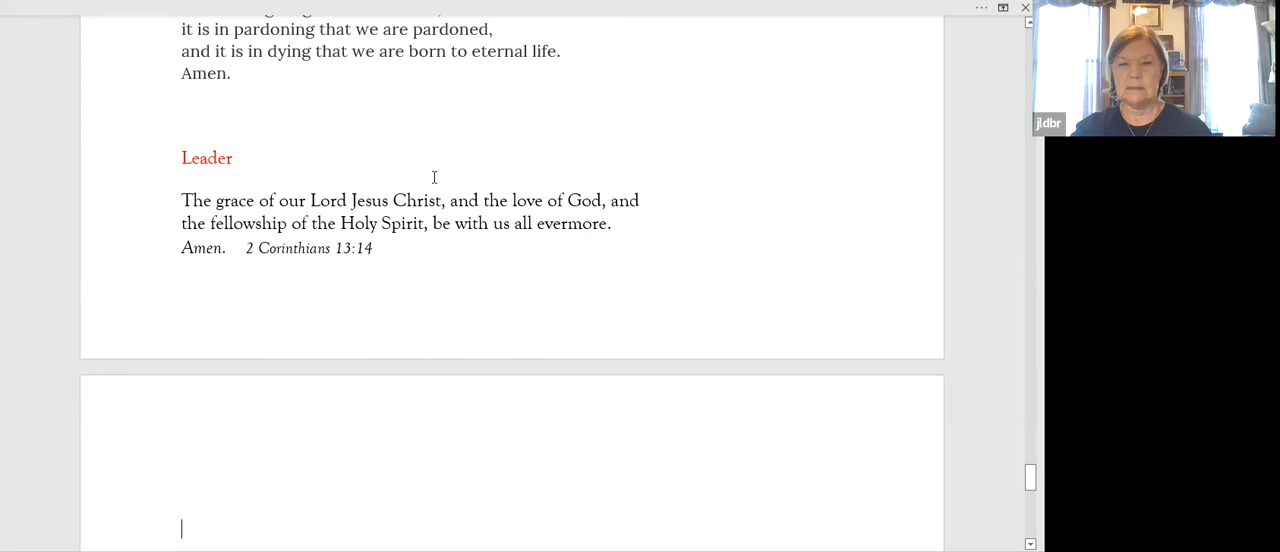 it is in pardoning that we are pardoned,
and it is in dying that we are born to eternal life.
Amen.
Leader
The grace of our Lord Jesus Christ, and the love of God, and
the fellowship of the Holy Spirit, be with us all evermore.
Amen. 2 Corinthians 13:14
jldbr